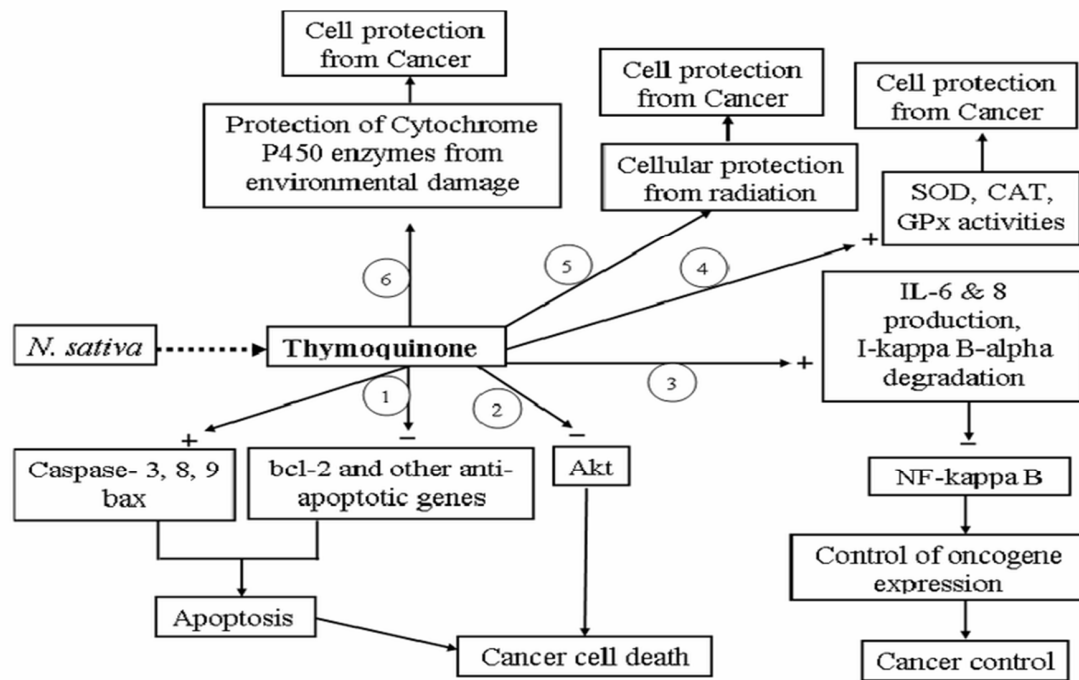 Cell protection
from Cancer
Cell protection
from Cancer
Cell protection
from Cancer
Protection of Cytochrome
P450 enzymes from
environmental damage
Cellular protection
from radiation
SOD, CAT,
GPx activities
+
6
5
4
IL-6 & 8
production,
I-kappa B-alpha
degradation
N. sativa
Thymoquinone
+
3
1
2
+
–
–
–
Caspase- 3, 8, 9
bax
bcl-2 and other anti-
apoptotic genes
Akt
NF-kappa B
Control of oncogene
expression
Apoptosis
Cancer cell death
Cancer control